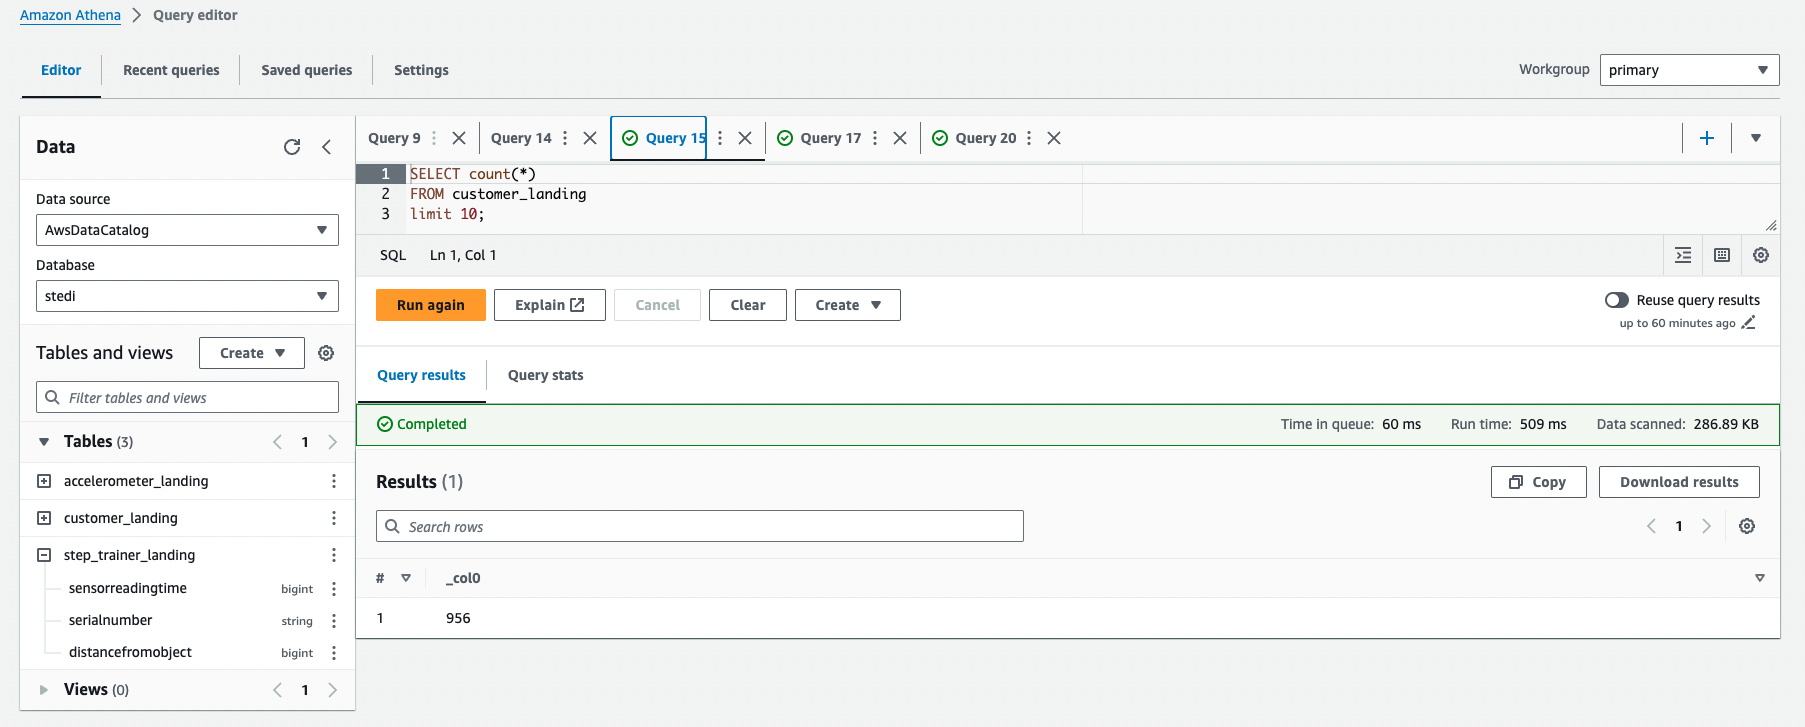 Amazon Athena > Query editor
Editor
Recent queries
Saved queries
Settings
Workgroup
primary
Data
Data source
AwsDataCatalog
Database
stedi
Tables and views
Create
Filter tables and views
Tables (3)
1
accelerometer_landing
customer_landing
step_trainer_landing
sensorreadingtime bigint
serialnumber string
distancefromobject bigint
Views (0)
1
Query 9
Query 14
Query 15
Query 17
Query 20
1 SELECT count(*)
2 FROM customer_landing
3 limit 10;
SQL Ln 1, Col 1
Run again
Explain
Cancel
Clear
Create
Reuse query results
up to 60 minutes ago
Query results
Query stats
Completed
Time in queue: 60 ms
Run time: 509 ms
Data scanned: 286.89 KB
Results (1)
Copy
Download results
Search rows
1
# _col0
1 956